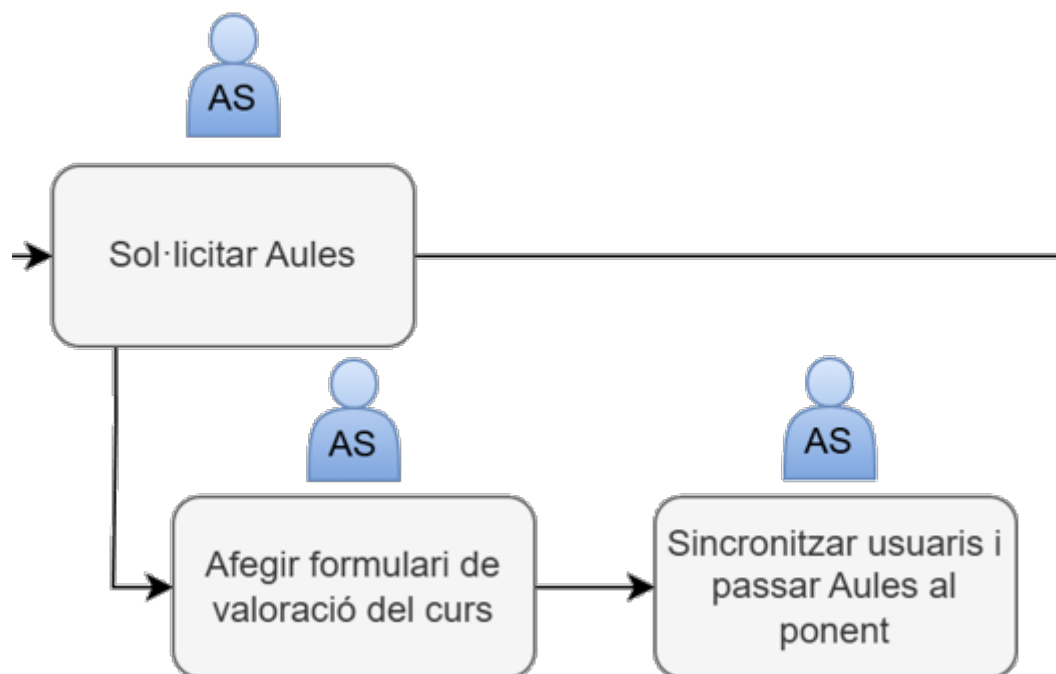 AS
Sol·licitar Aules
AS
AS
Afegir formulari de
valoració del curs
Sincronitzar usuaris i
passar Aules al
ponent